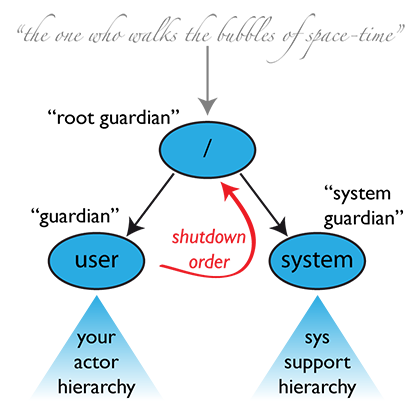 “the one who walks the bubbles of space-time”
“root guardian”
/
“guardian”
“system
guardian”
shutdown
order
user
system
your
actor
hierarchy
sys
support
hierarchy